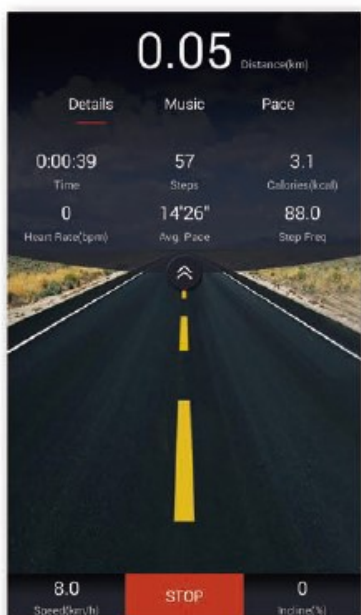 0.05 Distance(km)
Details Music Pace
0:00:39 57 3.1
Time Steps Calories(kcal)
0 14'26" 88.0
Heart Rate(bpm) Avg. Pace Step Freq
8.0 STOP 0
Speed(km/h) Incline(%)